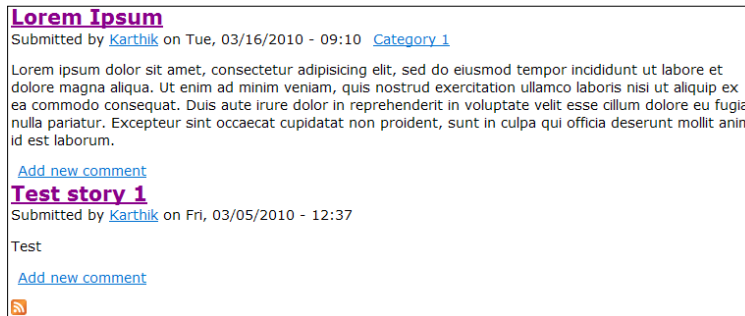 Lorem Ipsum
Submitted by Karthik on Tue, 03/16/2010 - 09:10 Category 1
Lorem ipsum dolor sit amet, consectetur adipisicing elit, sed do eiusmod tempor incididunt ut labore et
dolore magna aliqua. Ut enim ad minim veniam, quis nostrud exercitation ullamco laboris nisi ut aliquip ex
ea commodo consequat. Duis aute irure dolor in reprehenderit in voluptate velit esse cillum dolore eu fugia
nulla pariatur. Excepteur sint occaecat cupidatat non proident, sunt in culpa qui officia deserunt mollit anim
id est laborum.
Add new comment
Test story 1
Submitted by Karthik on Fri, 03/05/2010 - 12:37
Test
Add new comment